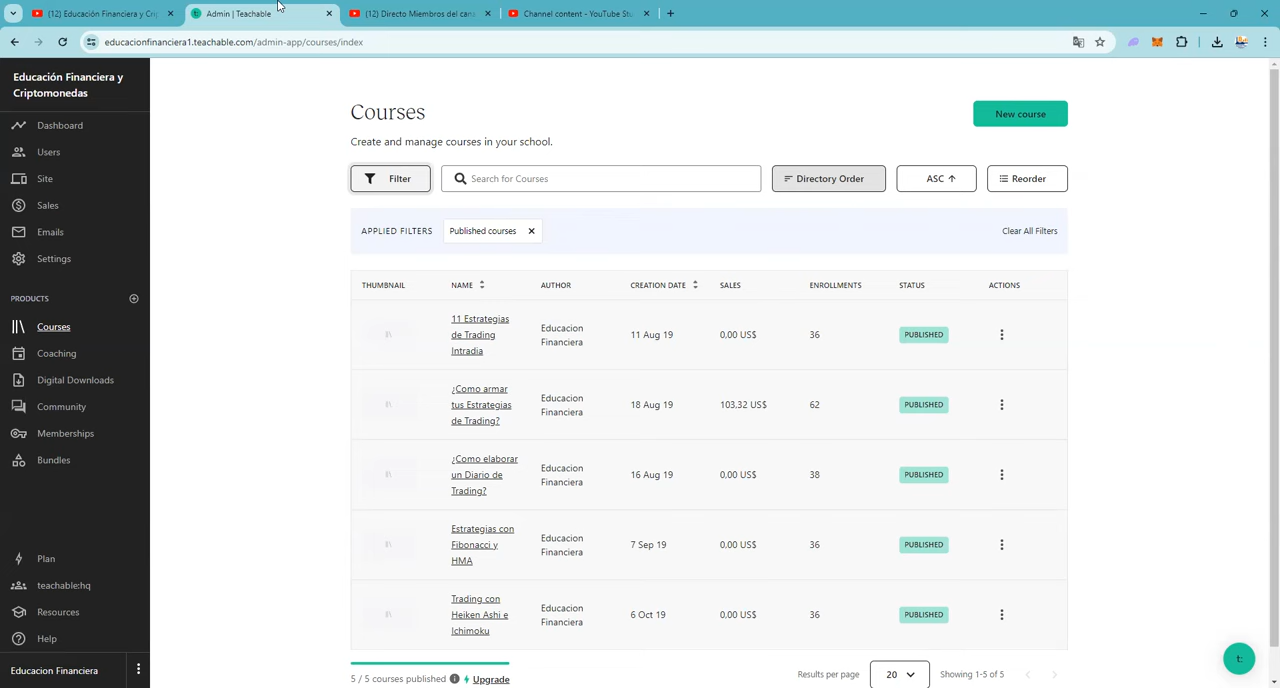 (12) Educación Financiera y Crip
Admin | Teachable
(12) Directo Miembros del cana
Channel content - YouTube Stu
educacionfinanciera1.teachable.com/admin-app/courses/index
Educación Financiera y
Criptomonedas
Dashboard
Users
Site
Sales
Emails
Settings
PRODUCTS
Courses
Coaching
Digital Downloads
Community
Memberships
Bundles
Plan
teachable:hq
Resources
Help
Educacion Financiera
Courses
New course
Create and manage courses in your school.
Filter
Search for Courses
Directory Order
ASC ↑
Reorder
APPLIED FILTERS
Published courses
Clear All Filters
THUMBNAIL NAME AUTHOR CREATION DATE SALES ENROLLMENTS STATUS ACTIONS
11 Estrategias
de Trading
Intradia
Educacion
Financiera
11 Aug 19
0,00 US$
36
PUBLISHED
¿Como armar
tus Estrategias
de Trading?
Educacion
Financiera
18 Aug 19
103,32 US$
62
PUBLISHED
¿Como elaborar
un Diario de
Trading?
Educacion
Financiera
16 Aug 19
0,00 US$
38
PUBLISHED
Estrategias con
Fibonacci y
HMA
Educacion
Financiera
7 Sep 19
0,00 US$
36
PUBLISHED
Trading con
Heiken Ashi e
Ichimoku
Educacion
Financiera
6 Oct 19
0,00 US$
36
PUBLISHED
5 / 5 courses published
Upgrade
Results per page
20
Showing 1-5 of 5
t: